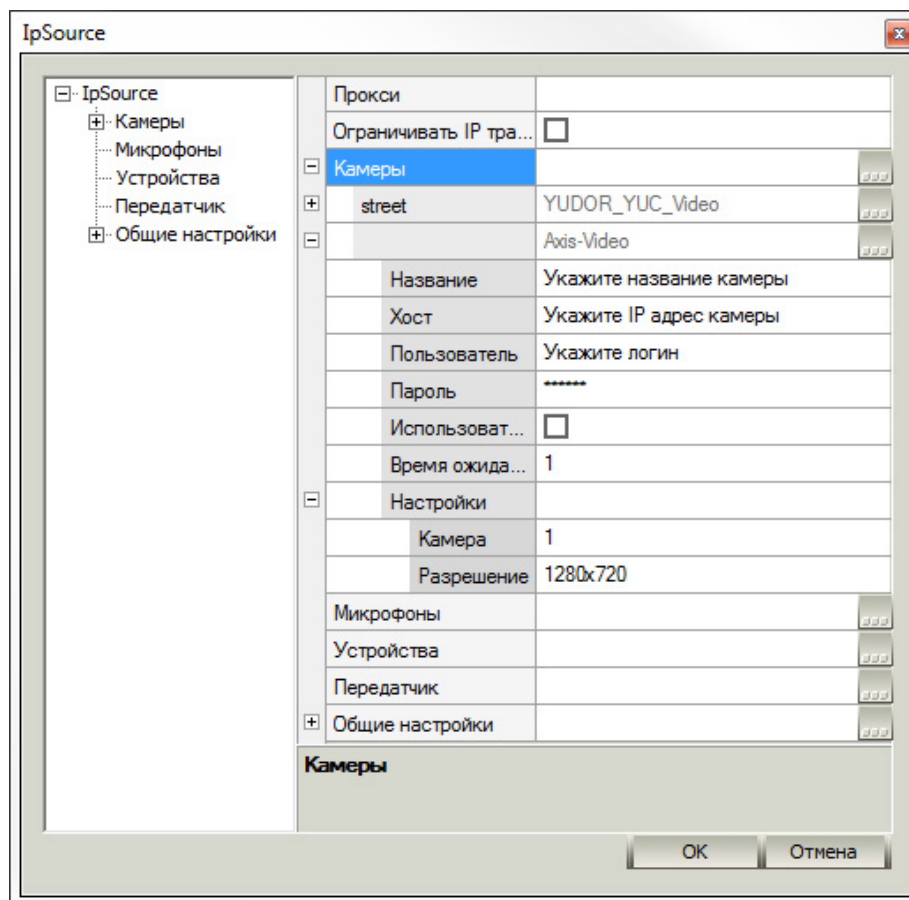 IpSource
IpSource
Камеры
Микрофоны
Устройства
Передатчик
Общие настройки
Прокси
Ограничивать IP тра...
Камеры
street YUDOR_YUC_Video
Axis-Video
Название Укажите название камеры
Хост Укажите IP адрес камеры
Пользователь Укажите логин
Пароль ******
Использоват...
Время ожида... 1
Настройки
Камера 1
Разрешение 1280x720
Микрофоны
Устройства
Передатчик
Общие настройки
Камеры
OK Отмена